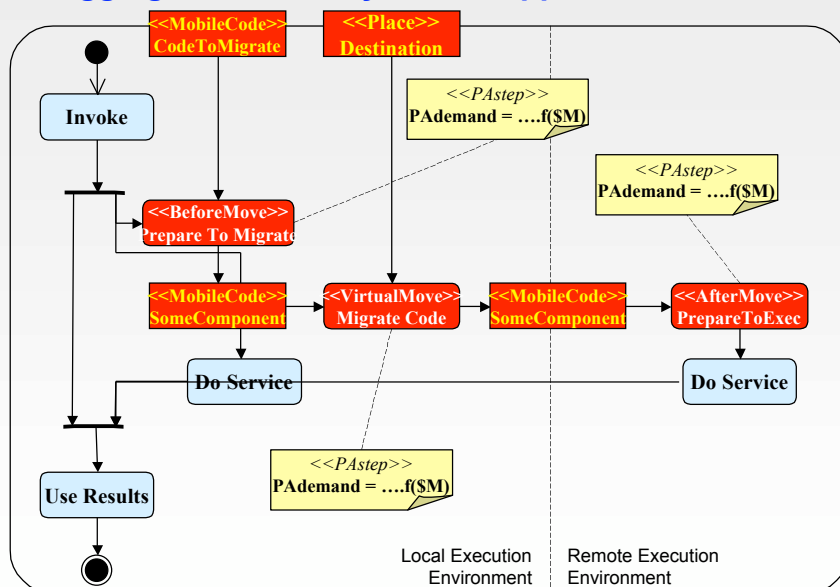 <<MobileCode>>
CodeToMigrate
<<Place>>
Destination
<<PAstep>>
PAdemand = ….f($M)
Invoke
<<PAstep>>
PAdemand = ….f($M)
<<BeforeMove>>
Prepare To Migrate
<<MobileCode>>
SomeComponent
<<VirtualMove>>
Migrate Code
<<MobileCode>>
SomeComponent
<<AfterMove>>
PrepareToExec
Do Service
Do Service
<<PAstep>>
PAdemand = ….f($M)
Use Results
Local Execution
Environment
Remote Execution
Environment